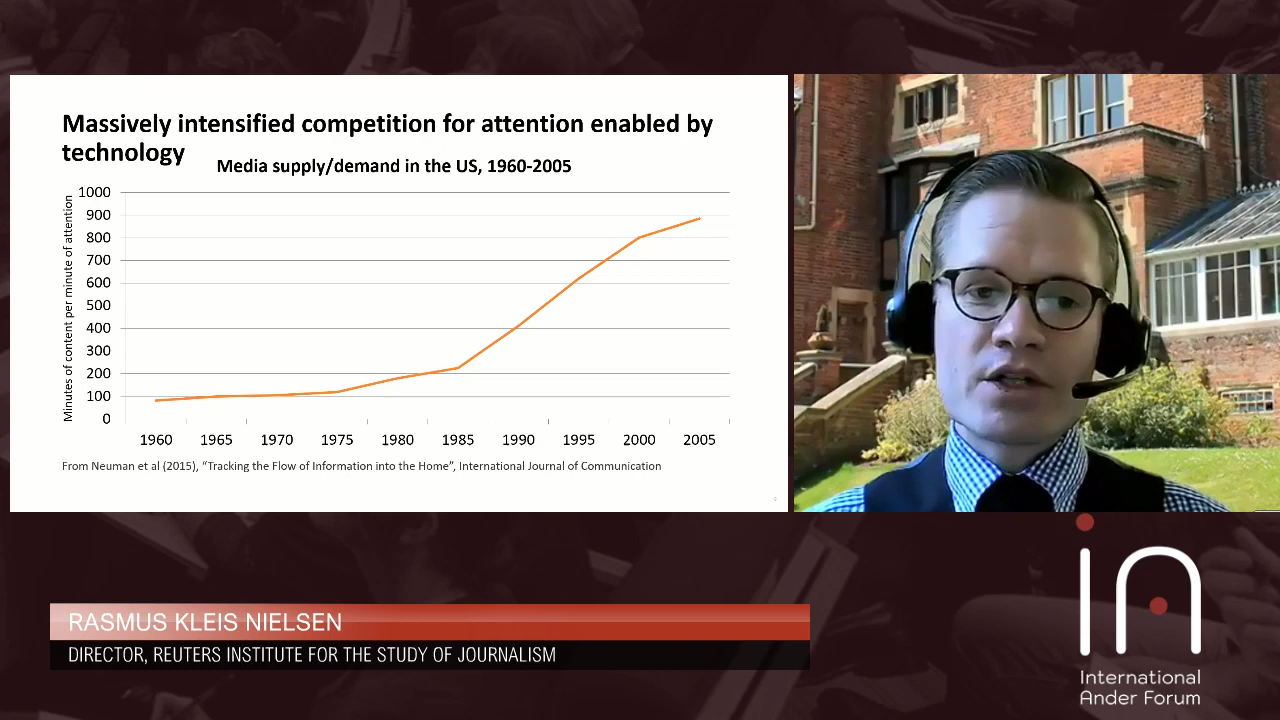 Massively intensified competition for attention enabled by
technology
Media supply/demand in the US, 1960-2005
Minutes of content per minute of attention
1000
900
800
700
600
500
400
300
200
100
0
1960 1965 1970 1975 1980 1985 1990 1995 2000 2005
From Neuman et al (2015), “Tracking the Flow of Information into the Home”, International Journal of Communication
RASMUS KLEIS NIELSEN
DIRECTOR, REUTERS INSTITUTE FOR THE STUDY OF JOURNALISM
in
International
Ander Forum